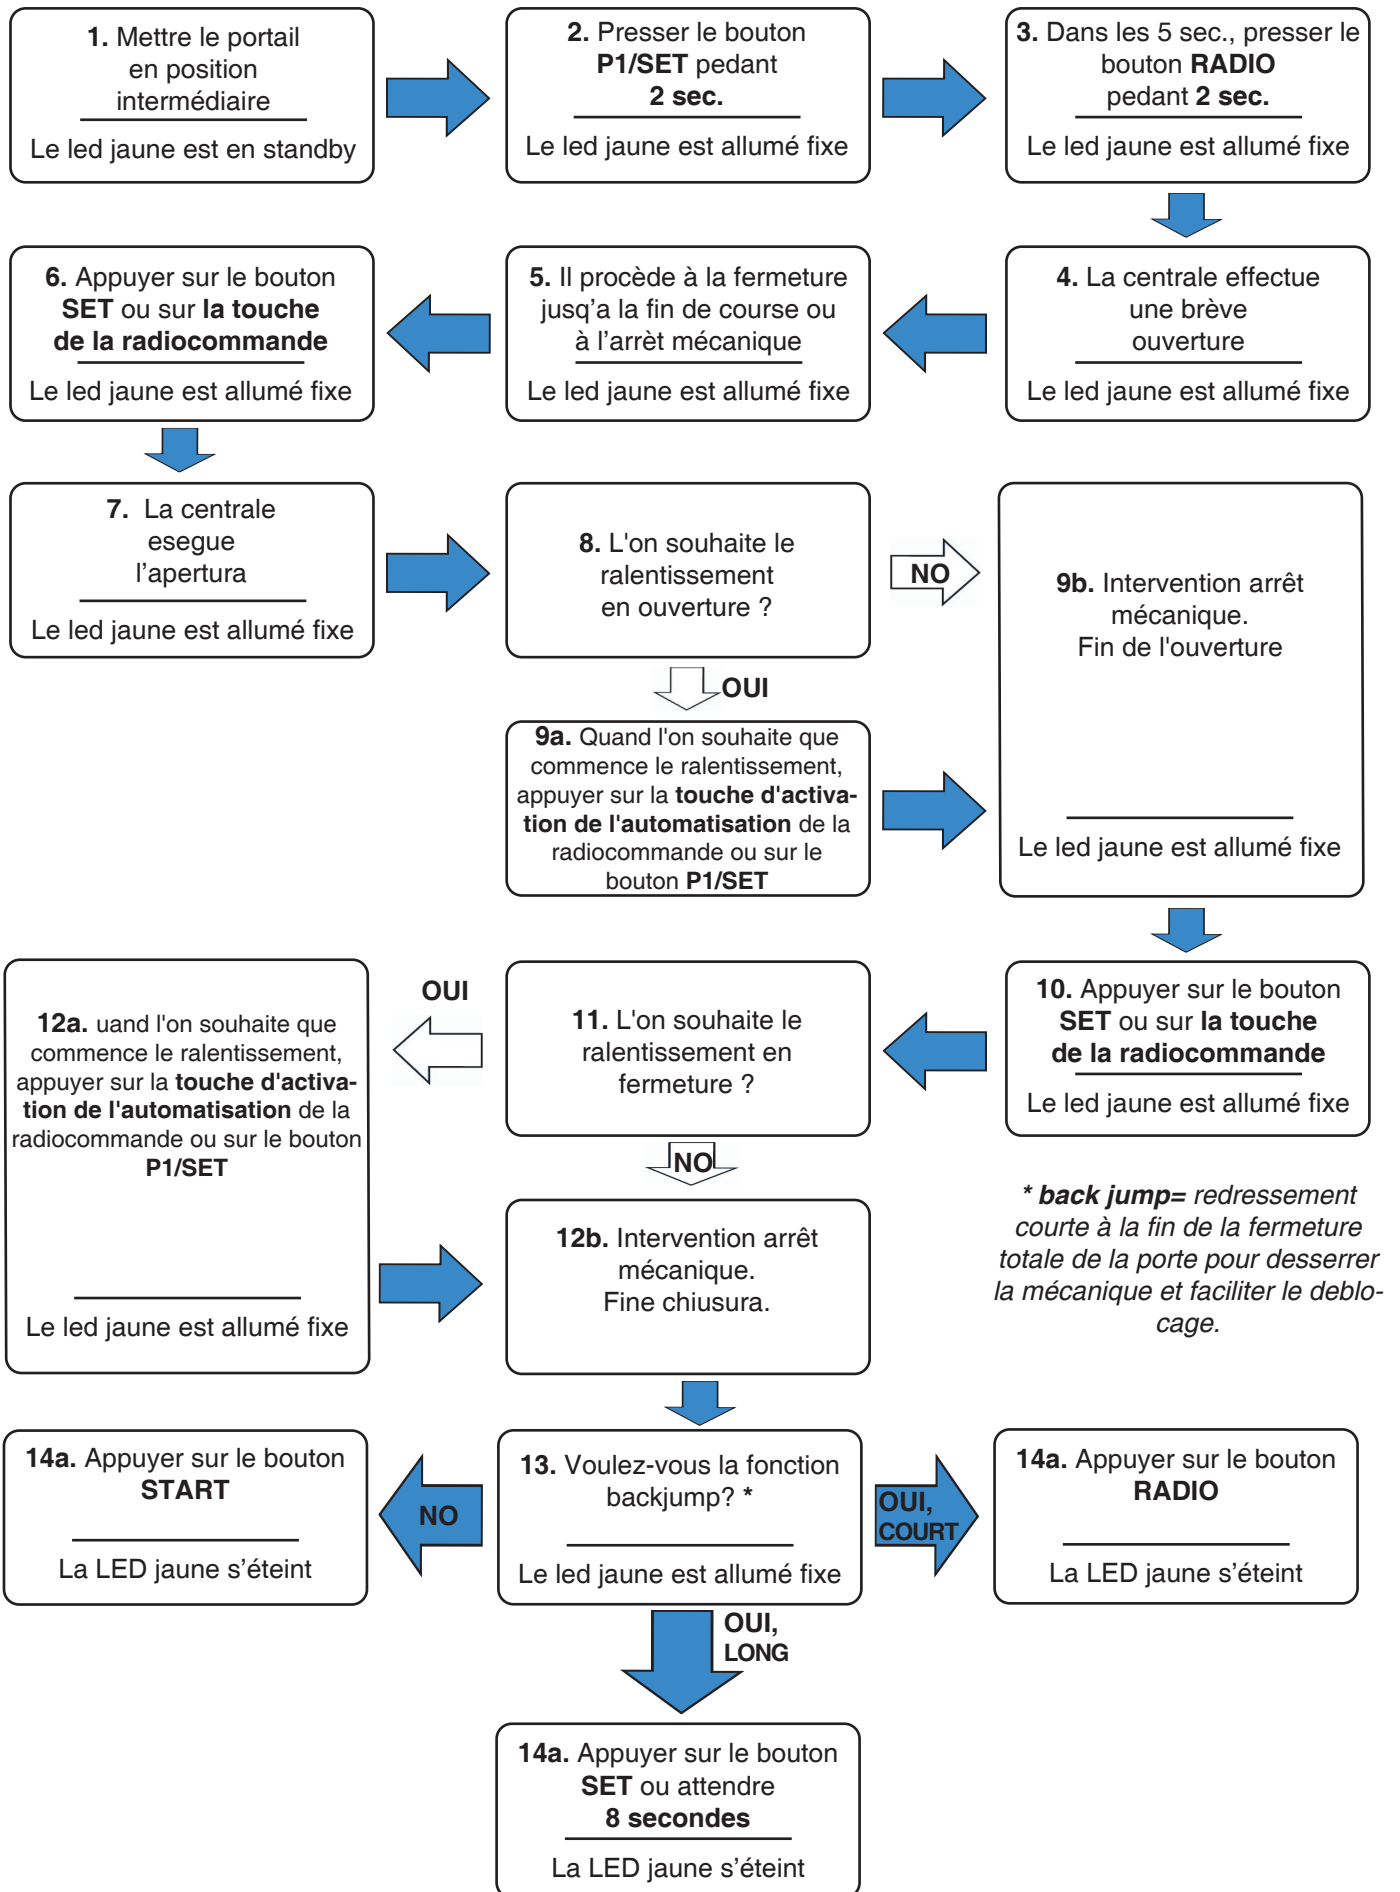 1. Mettre le portail
en position
intermédiaire
Le led jaune est en standby
2. Presser le bouton
P1/SET pedant
2 sec.
Le led jaune est allumé fixe
3. Dans les 5 sec., presser le
bouton RADIO
pedant 2 sec.
Le led jaune est allumé fixe
4. La centrale effectue
une brève
ouverture
Le led jaune est allumé fixe
5. Il procède à la fermeture
jusq'a la fin de course ou
à l'arrèt mécanique
Le led jaune est allumé fixe
6. Appuyer sur le bouton
SET ou sur la touche
de la radiocommande
Le led jaune est allumé fixe
7. La centrale
esegue
l'apertura
Le led jaune est allumé fixe
8. L'on souhaite le
ralentissement
en ouverture ?
NO
OUI
9a. Quand l'on souhaite que
commence le ralentissement,
appuyer sur la touche d'activa-
tion de l'automatisation de la
radiocommande ou sur le
bouton P1/SET
9b. Intervention arrêt
mécanique.
Fin de l'ouverture
Le led jaune est allumé fixe
10. Appuyer sur le bouton
SET ou sur la touche
de la radiocommande
Le led jaune est allumé fixe
11. L'on souhaite le
ralentissement en
fermeture ?
OUI
NO
12a. uand l'on souhaite que
commence le ralentissement,
appuyer sur la touche d'activa-
tion de l'automatisation de la
radiocommande ou sur le bouton
P1/SET
Le led jaune est allumé fixe
12b. Intervention arrêt
mécanique.
Fine chiusura.
* back jump= redressement
courte à la fin de la fermeture
totale de la porte pour desserrer
la mécanique et faciliter le deblo-
cage.
13. Voulez-vous la fonction
backjump? *
Le led jaune est allumé fixe
NO
14a. Appuyer sur le bouton
START
La LED jaune s'éteint
OUI,
COURT
14a. Appuyer sur le bouton
RADIO
La LED jaune s'éteint
OUI,
LONG
14a. Appuyer sur le bouton
SET ou attendre
8 secondes
La LED jaune s'éteint